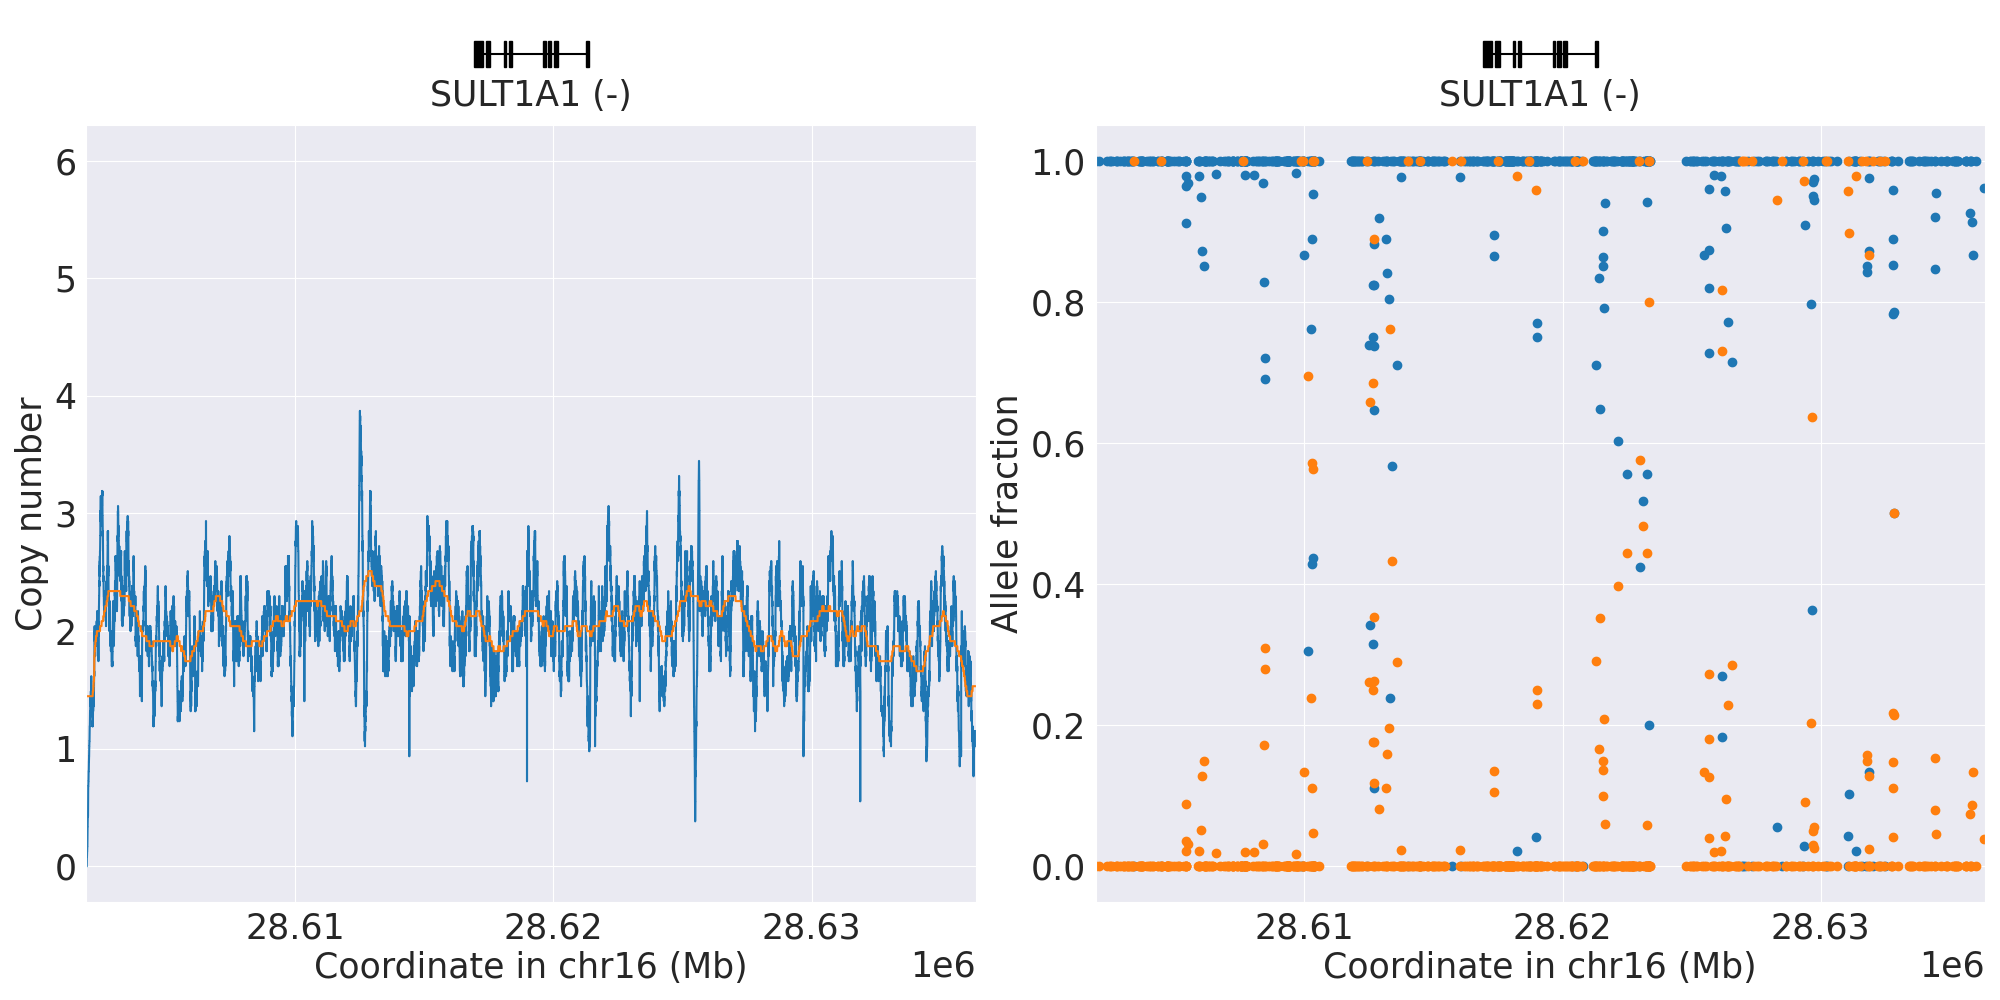 SULT1A1 (-)
6
5
4
3
2
1
0
Copy number
28.61
28.62
28.63
Coordinate in chr16 (Mb)
1e6
SULT1A1 (-)
1.0
0.8
0.6
0.4
0.2
0.0
Allele fraction
28.61
28.62
28.63
Coordinate in chr16 (Mb)
1e6